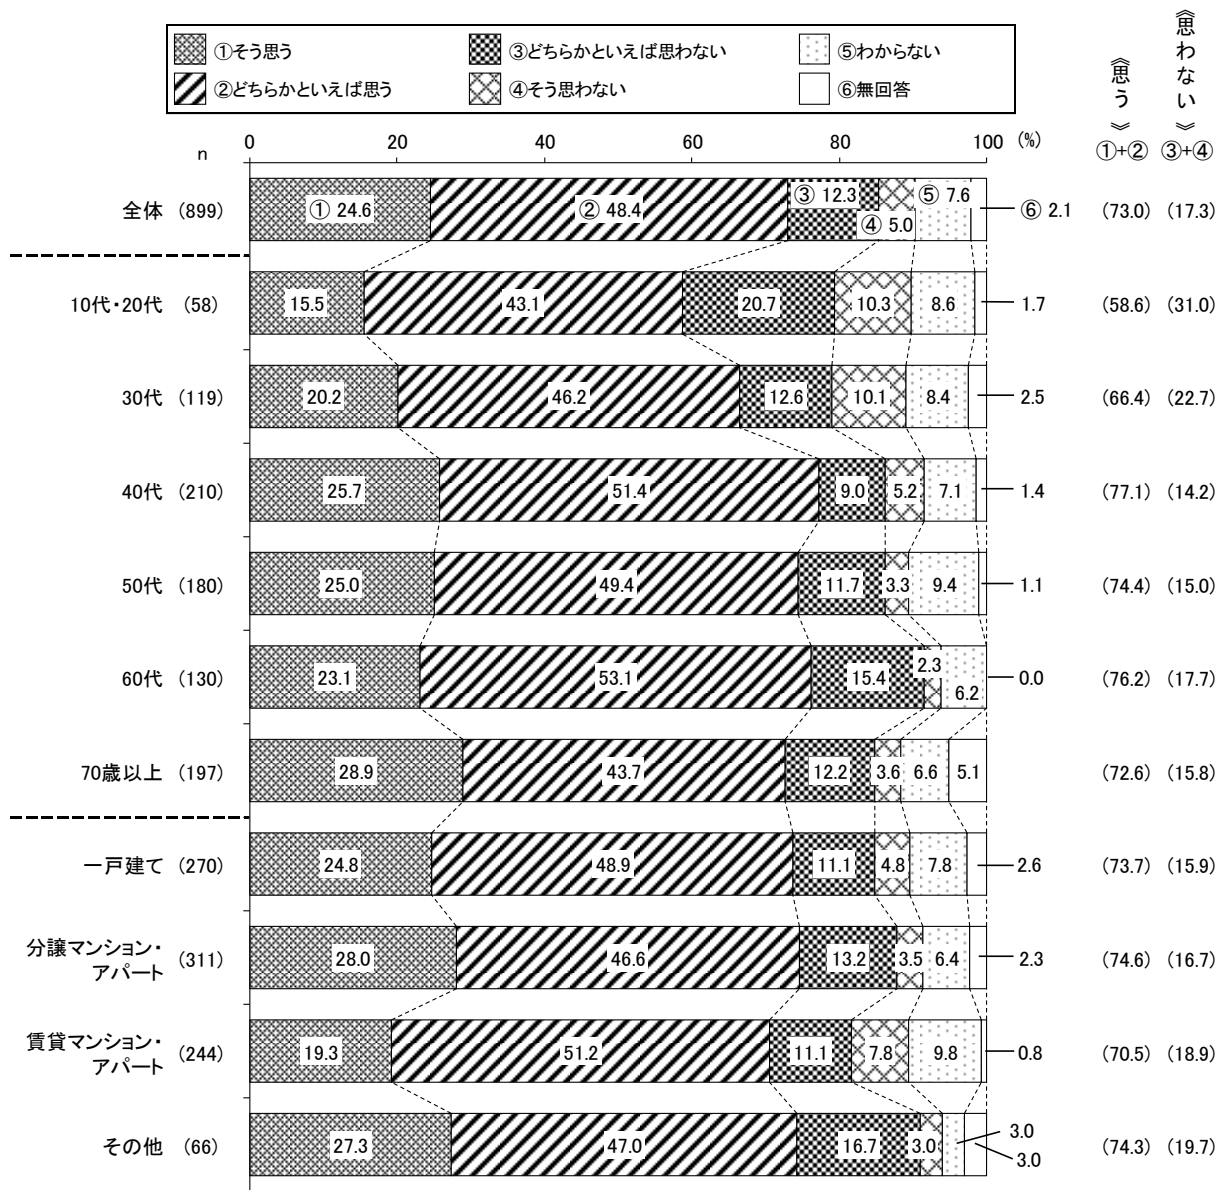 ①そう思う ③どちらかといえば思わない ⑤わからない
②どちらかといえば思う ④そう思わない ⑥無回答
《思う》 《思わない》
①+② ③+④
n 0 20 40 60 80 100 (%)
全体 (899) ① 24.6 ② 48.4 ③ 12.3 ④ 5.0 ⑤ 7.6 ⑥ 2.1 (73.0) (17.3)
10代・20代 (58) 15.5 43.1 20.7 10.3 8.6 1.7 (58.6) (31.0)
30代 (119) 20.2 46.2 12.6 10.1 8.4 2.5 (66.4) (22.7)
40代 (210) 25.7 51.4 9.0 5.2 7.1 1.4 (77.1) (14.2)
50代 (180) 25.0 49.4 11.7 3.3 9.4 1.1 (74.4) (15.0)
60代 (130) 23.1 53.1 15.4 2.3 6.2 0.0 (76.2) (17.7)
70歳以上 (197) 28.9 43.7 12.2 3.6 6.6 5.1 (72.6) (15.8)
一戸建て (270) 24.8 48.9 11.1 4.8 7.8 2.6 (73.7) (15.9)
分譲マンション・
アパート (311) 28.0 46.6 13.2 3.5 6.4 2.3 (74.6) (16.7)
賃貸マンション・
アパート (244) 19.3 51.2 11.1 7.8 9.8 0.8 (70.5) (18.9)
その他 (66) 27.3 47.0 16.7 3.0 3.0 3.0 (74.3) (19.7)